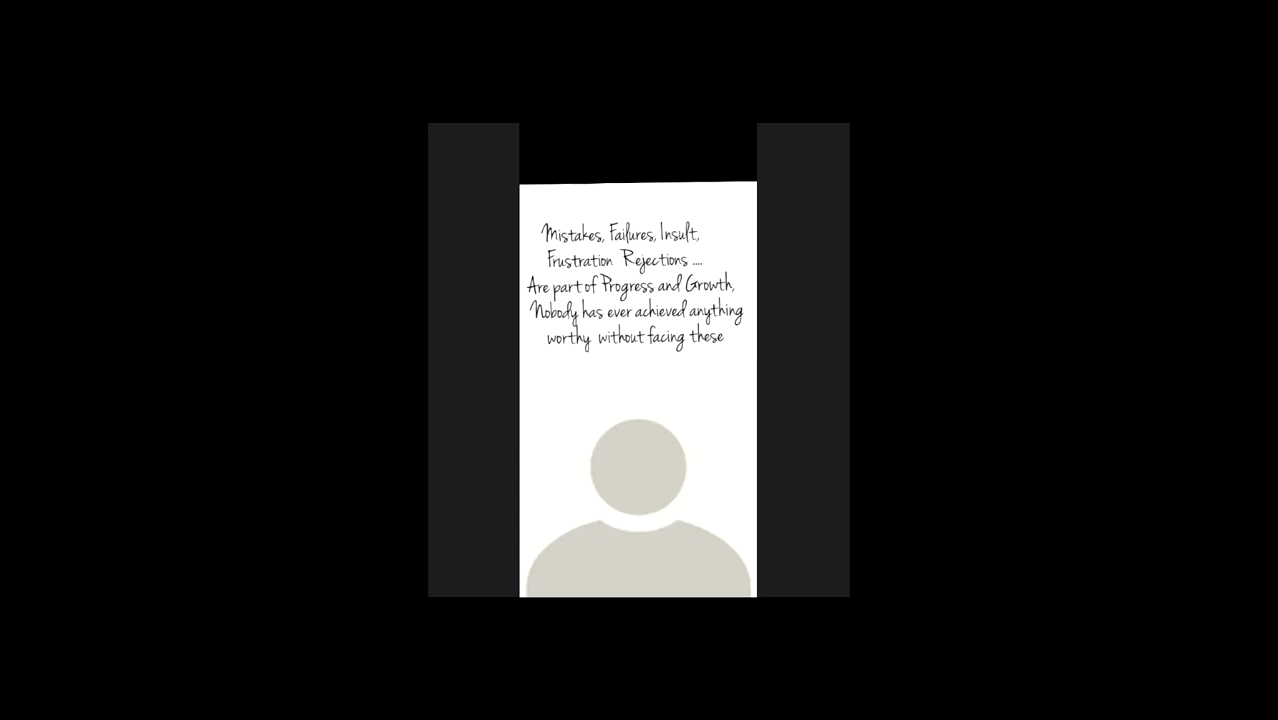 Mistakes, Failures, Insult,
Frustration Rejections ....
Are part of Progress and Growth,
Nobody has ever achieved anything
worthy without facing these